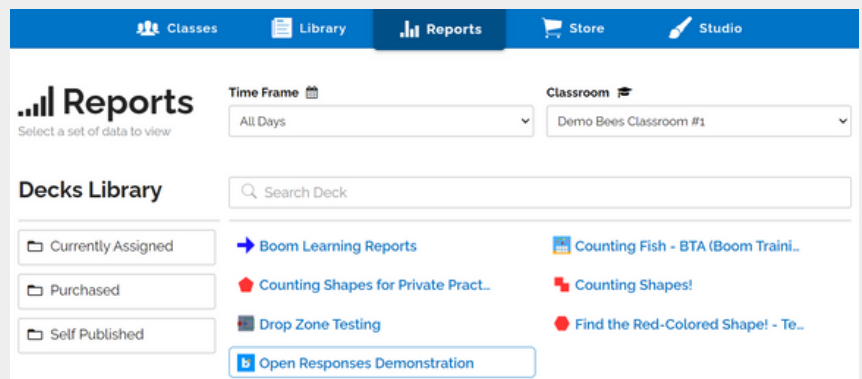 Classes Library Reports Store Studio
Reports
Select a set of data to view
Time Frame
Classroom
All Days
Demo Bees Classroom #1
Decks Library
Search Deck
Currently Assigned
Purchased
Self Published
Boom Learning Reports
Counting Fish - BTA (Boom Traini...
Counting Shapes for Private Pract...
Counting Shapes!
Drop Zone Testing
Find the Red-Colored Shape! - Te...
Open Responses Demonstration